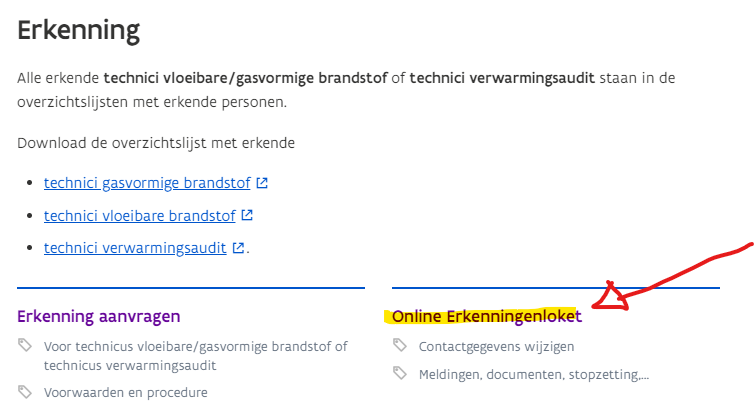 Erkenning
Alle erkende technici vloeibare/gasvormige brandstof of technici verwarmingsaudit staan in de
overzichtslijsten met erkende personen.
Download de overzichtslijst met erkende
technici gasvormige brandstof
technici vloeibare brandstof
technici verwarmingsaudit .
Erkenning aanvragen
Voor technicus vloeibare/gasvormige brandstof of
technicus verwarmingsaudit
Voorwaarden en procedure
Online Erkenningenloket
Contactgegevens wijzigen
Meldingen, documenten, stopzetting,...